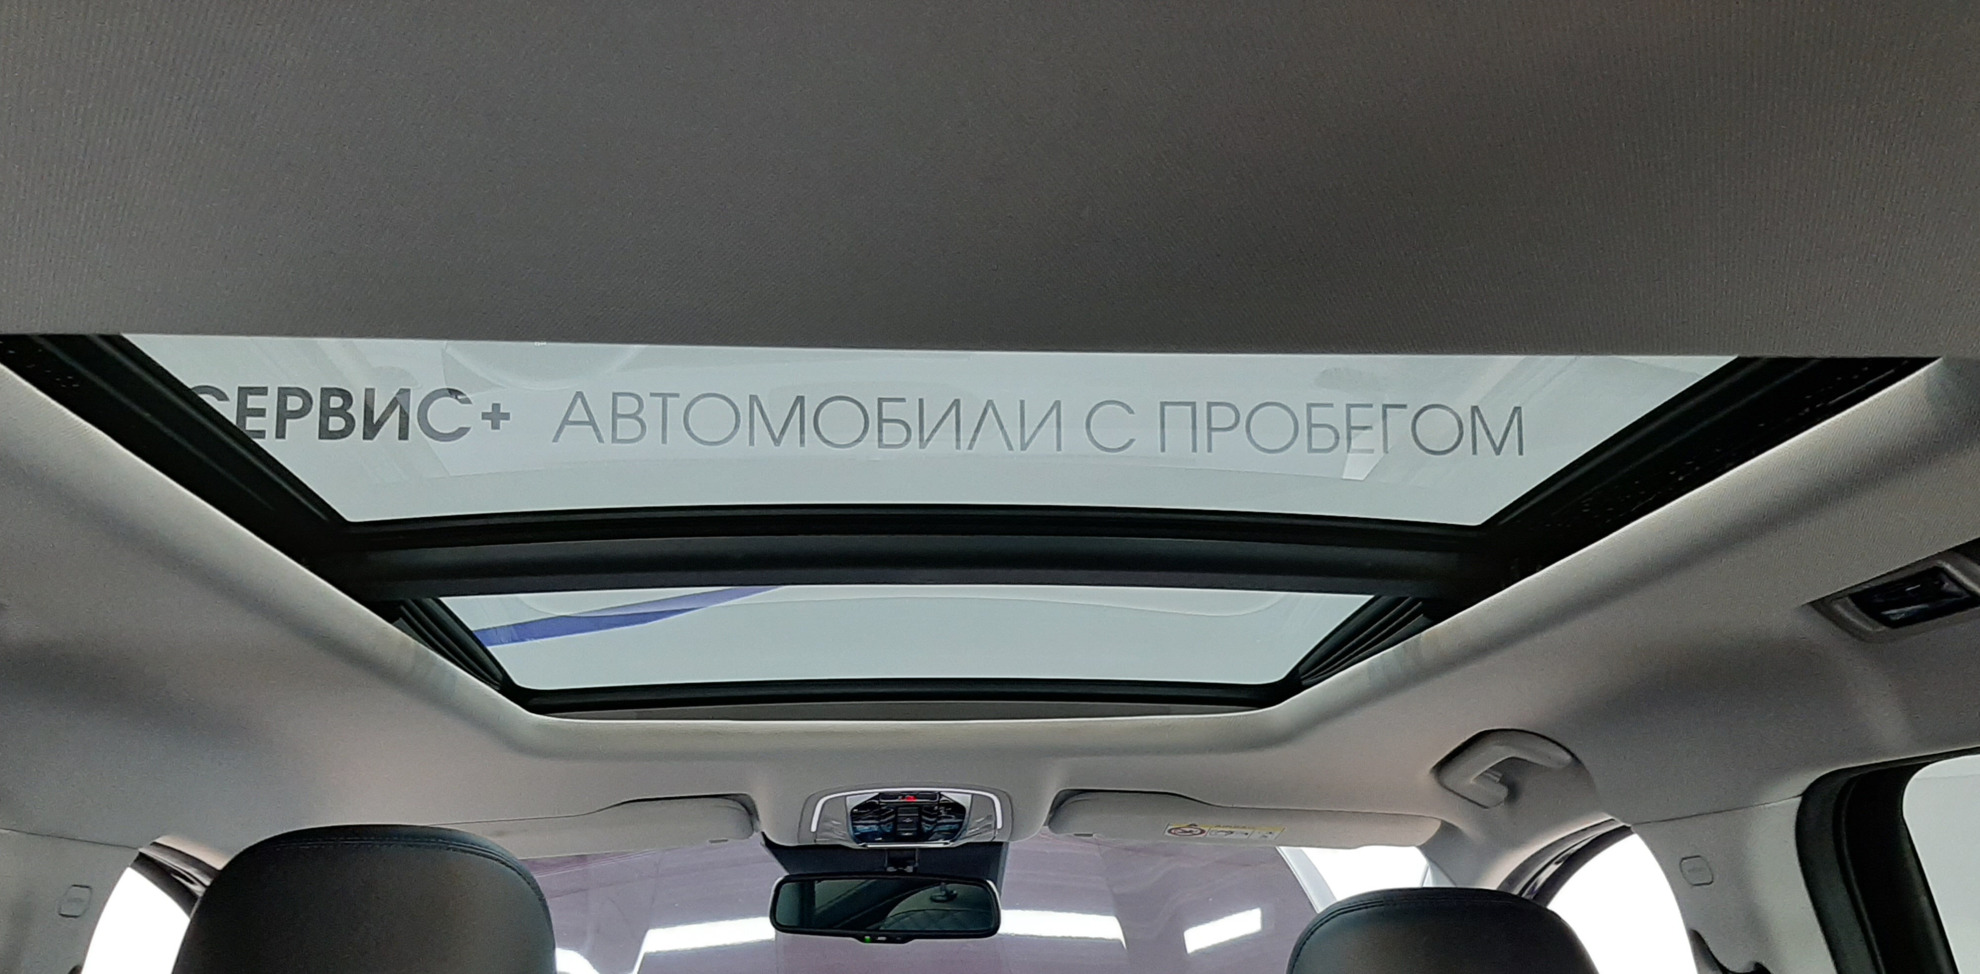 СЕРВИС+ АВТОМОБИЛИ С ПРОБЕГОМ